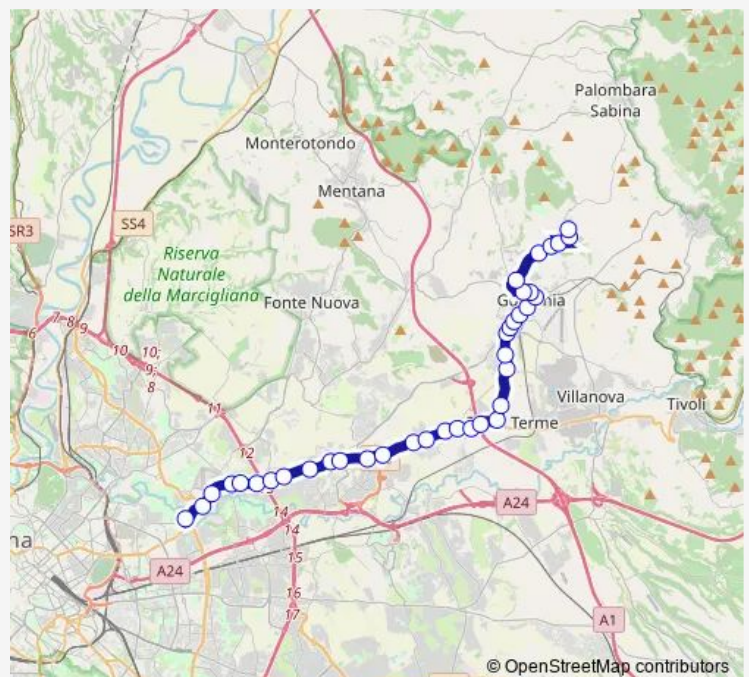 Palombara
Sabina
Monterotondo
Mentana
SR3
SS4
Riserva
Naturale
della Marcigliana
Fonte Nuova
6
7
8
9
10
10;
9;
8
11
12
Villanova
Tivoli
Terme
14
14
15
16
17
A24
A24
A1
© OpenStreetMap contributors